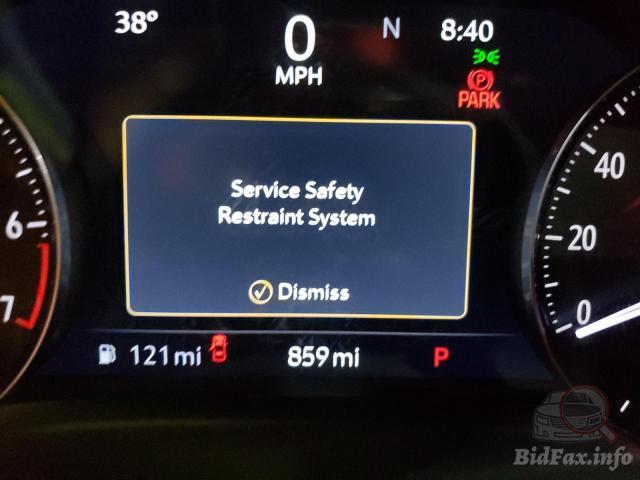 38° 0 N 8:40
MPH
(P)
PARK
Service Safety
Restraint System
Dismiss
6
7
40
20
0
121 mi 859 mi P
BidFax.info